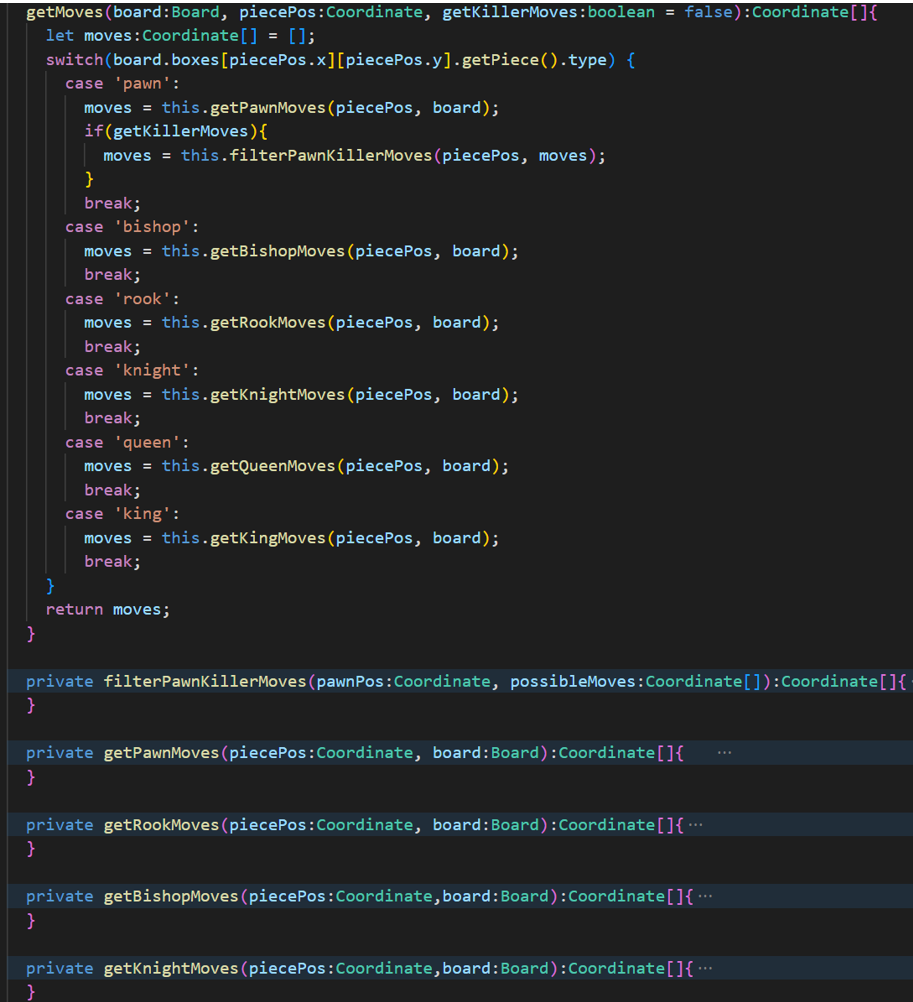 getMoves(board:Board, piecePos:Coordinate, getKillerMoves:boolean = false):Coordinate[]{
  let moves:Coordinate[] = [];
  switch(board.boxes[piecePos.x][piecePos.y].getPiece().type) {
    case 'pawn':
      moves = this.getPawnMoves(piecePos, board);
      if(getKillerMoves){
        moves = this.filterPawnKillerMoves(piecePos, moves);
      }
      break;
    case 'bishop':
      moves = this.getBishopMoves(piecePos, board);
      break;
    case 'rook':
      moves = this.getRookMoves(piecePos, board);
      break;
    case 'knight':
      moves = this.getKnightMoves(piecePos, board);
      break;
    case 'queen':
      moves = this.getQueenMoves(piecePos, board);
      break;
    case 'king':
      moves = this.getKingMoves(piecePos, board);
      break;
  }
  return moves;
}
private filterPawnKillerMoves(pawnPos:Coordinate, possibleMoves:Coordinate[]):Coordinate[]{
}
private getPawnMoves(piecePos:Coordinate, board:Board):Coordinate[]{ ···
}
private getRookMoves(piecePos:Coordinate, board:Board):Coordinate[]{ ···
}
private getBishopMoves(piecePos:Coordinate,board:Board):Coordinate[]{ ···
}
private getKnightMoves(piecePos:Coordinate,board:Board):Coordinate[]{ ···
}